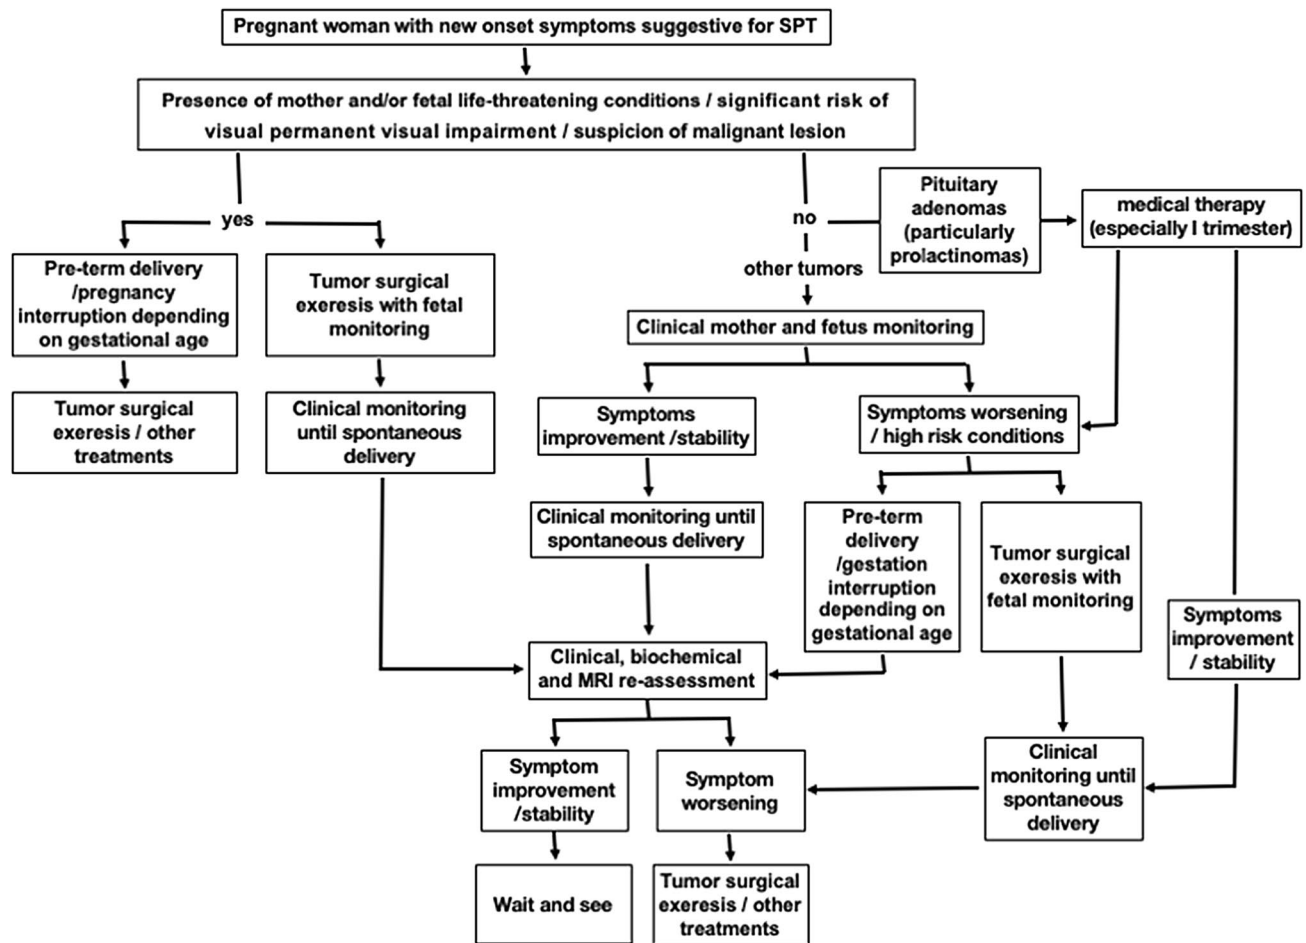 Pregnant woman with new onset symptoms suggestive for SPT
Presence of mother and/or fetal life-threatening conditions / significant risk of
visual permanent visual impairment / suspicion of malignant lesion
yes
no
other tumors
Pituitary
adenomas
(particularly
prolactinomas)
medical therapy
(especially I trimester)
Pre-term delivery
/pregnancy
interruption depending
on gestational age
Tumor surgical
exeresis with fetal
monitoring
Clinical mother and fetus monitoring
Tumor surgical
exeresis / other
treatments
Clinical monitoring
until spontaneous
delivery
Symptoms
improvement /stability
Symptoms worsening
/ high risk conditions
Clinical monitoring until
spontaneous delivery
Pre-term
delivery
/gestation
interruption
depending on
gestational age
Tumor surgical
exeresis with
fetal monitoring
Symptoms
improvement
/ stability
Clinical, biochemical
and MRI re-assessment
Symptom
improvement
/stability
Symptom
worsening
Clinical
monitoring until
spontaneous
delivery
Wait and see
Tumor surgical
exeresis / other
treatments